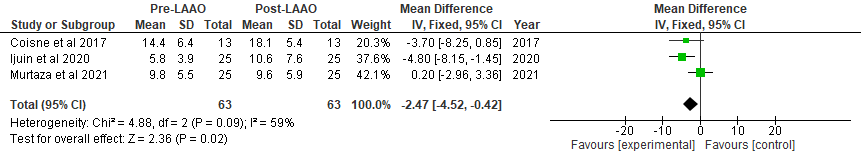 Pre-LAAO Post-LAAO Mean Difference Mean Difference
Study or Subgroup Mean SD Total Mean SD Total Weight IV, Fixed, 95% CI Year IV, Fixed, 95% CI
Coisne et al 2017 14.4 6.4 13 18.1 5.4 13 20.3% -3.70 [-8.25, 0.85] 2017
Ijuin et al 2020 5.8 3.9 25 10.6 7.6 25 37.6% -4.80 [-8.15, -1.45] 2020
Murtaza et al 2021 9.8 5.5 25 9.6 5.9 25 42.1% 0.20 [-2.96, 3.36] 2021
Total (95% CI) 63 63 100.0% -2.47 [-4.52, -0.42]
Heterogeneity: Chi² = 4.88, df = 2 (P = 0.09); I² = 59%
Test for overall effect: Z = 2.36 (P = 0.02)
-20 -10 0 10 20
Favours [experimental] Favours [control]